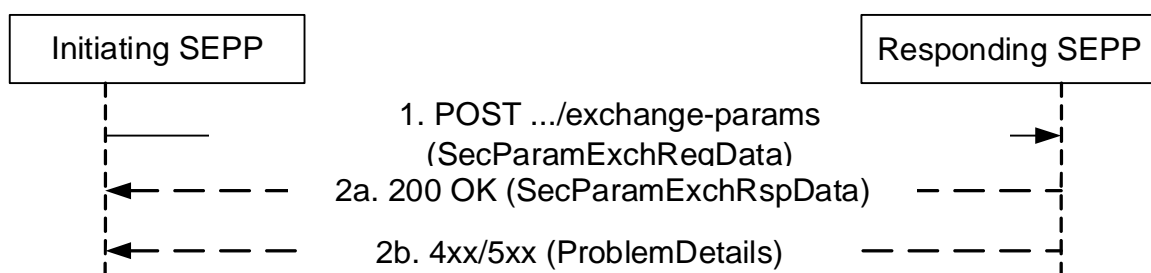 Initiating SEPP
Responding SEPP
1. POST .../exchange-params
(SecParamExchReqData)
2a. 200 OK (SecParamExchRspData)
2b. 4xx/5xx (ProblemDetails)